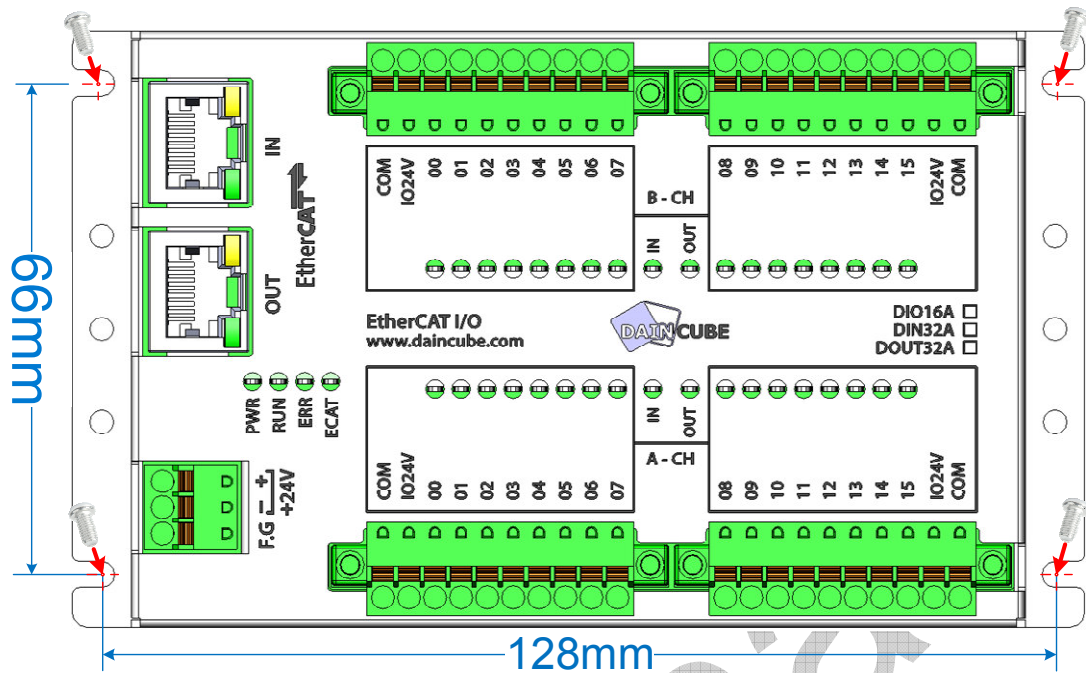 IN
EtherCAT
OUT
66mm
COM IO24V 00 01 02 03 04 05 06 07
B - CH
08 09 10 11 12 13 14 15 IO24V COM
IN OUT
EtherCAT I/O
www.daincube.com
DAINCUBE
DIO16A
DIN32A
DOUT32A
PWR RUN ERR ECAT
IN OUT
A - CH
COM IO24V 00 01 02 03 04 05 06 07
08 09 10 11 12 13 14 15 IO24V COM
F.G - +
+24V
128mm